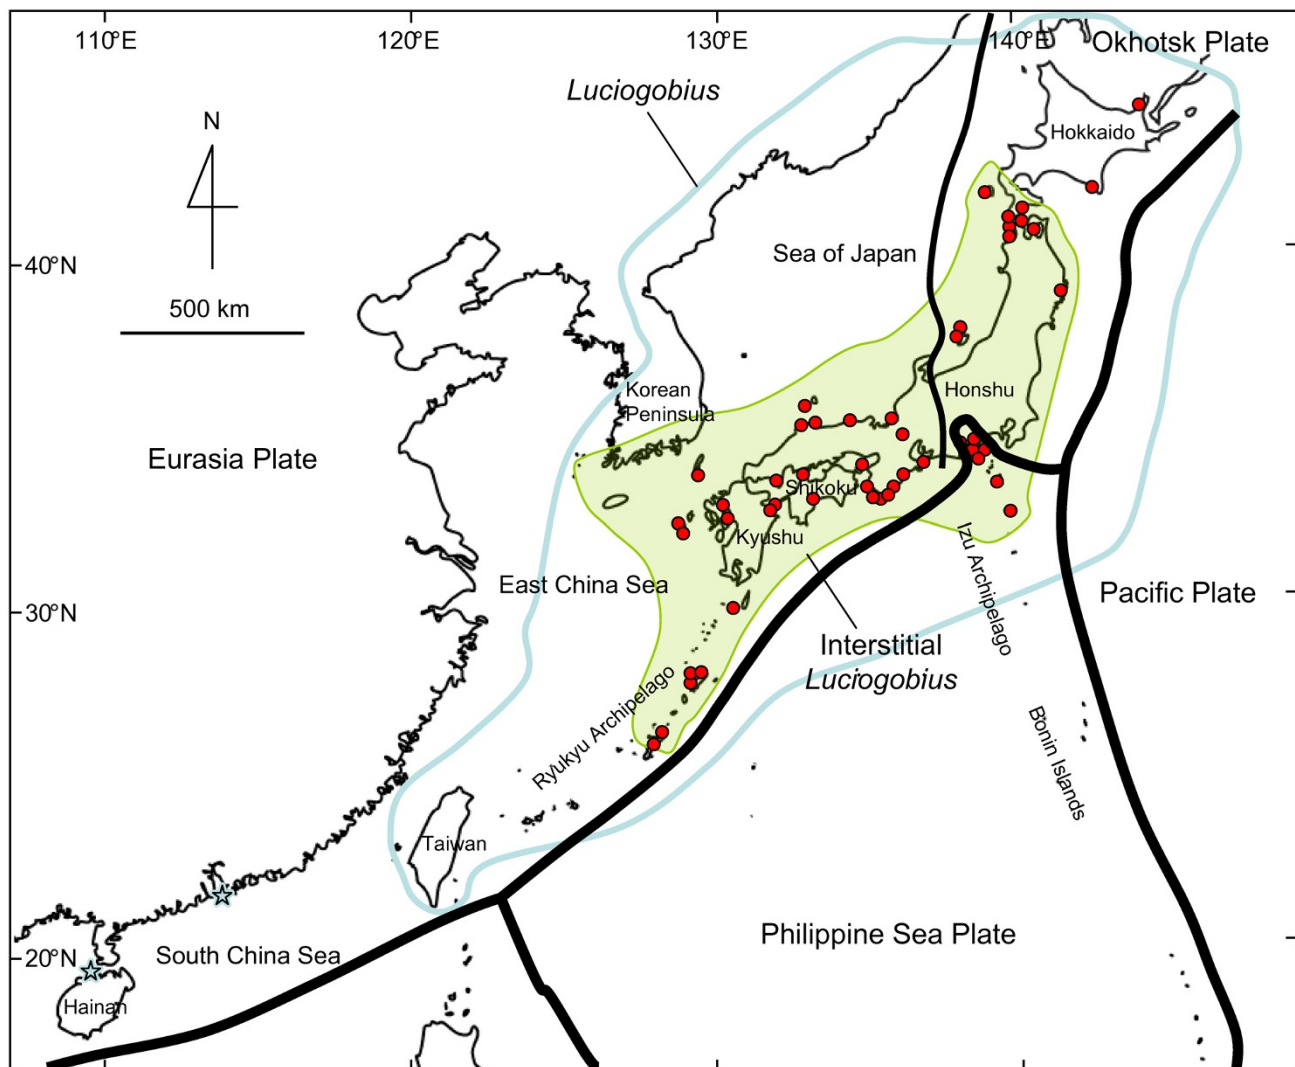 110°E
120°E
130°E
140°E
Okhotsk Plate
Luciogobius
N
Hokkaido
Sea of Japan
40°N
500 km
Korean
Peninsula
Honshu
Eurasia Plate
Shikoku
Kyushu
East China Sea
Izu Archipelago
Pacific Plate
30°N
Interstitial
Luciogobius
Ryukyu Archipelago
Bonin Islands
Taiwan
Philippine Sea Plate
South China Sea
20°N
Hainan